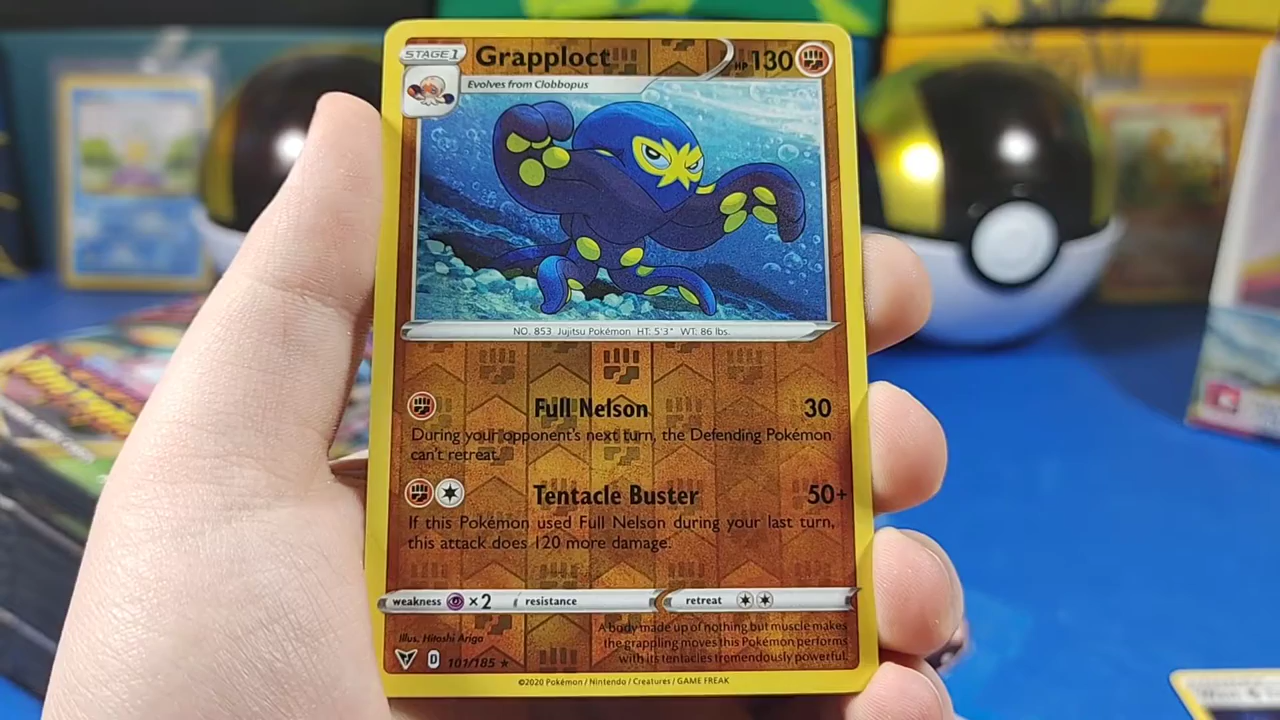 STAGE 1
Grapploct
HP 130
Evolves from Clobbopus
NO. 853 Jujitsu Pokémon HT: 5'3" WT: 86 lbs.
Full Nelson 30
During your opponent's next turn, the Defending Pokémon
can't retreat.
Tentacle Buster 50+
If this Pokémon used Full Nelson during your last turn,
this attack does 120 more damage.
weakness ×2 resistance retreat
Illus. Hitoshi Ariga
D 101/185 ★
A body made up of nothing but muscle makes
the grappling moves this Pokémon performs
with its tentacles tremendously powerful.
©2020 Pokémon / Nintendo / Creatures / GAME FREAK